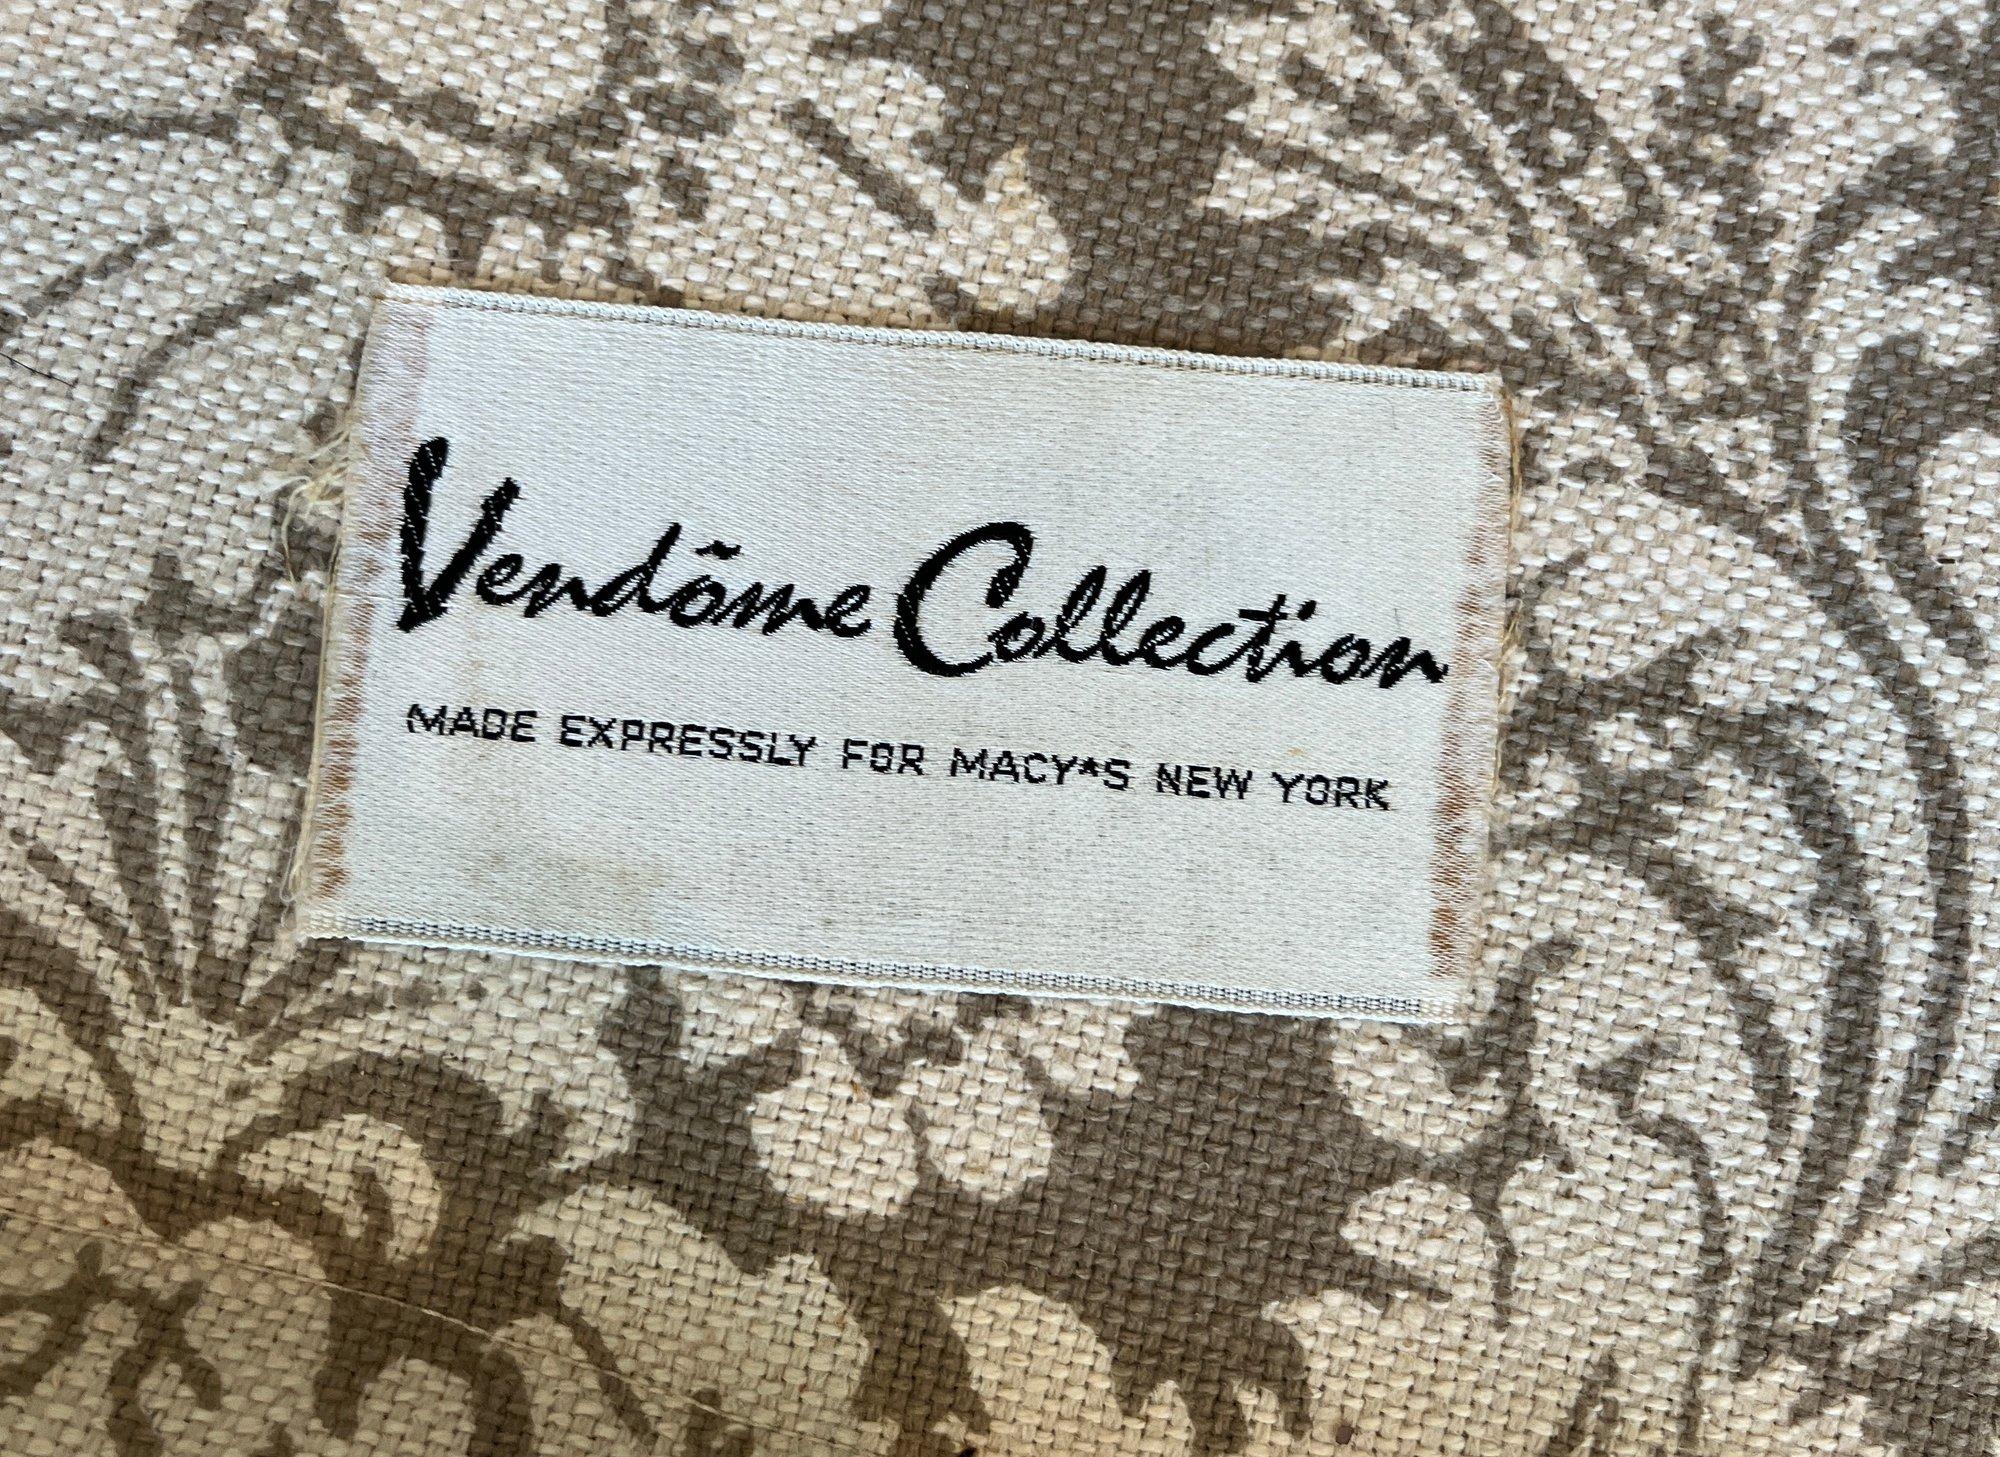 Vendôme Collection
MADE EXPRESSLY FOR MACY*S NEW YORK